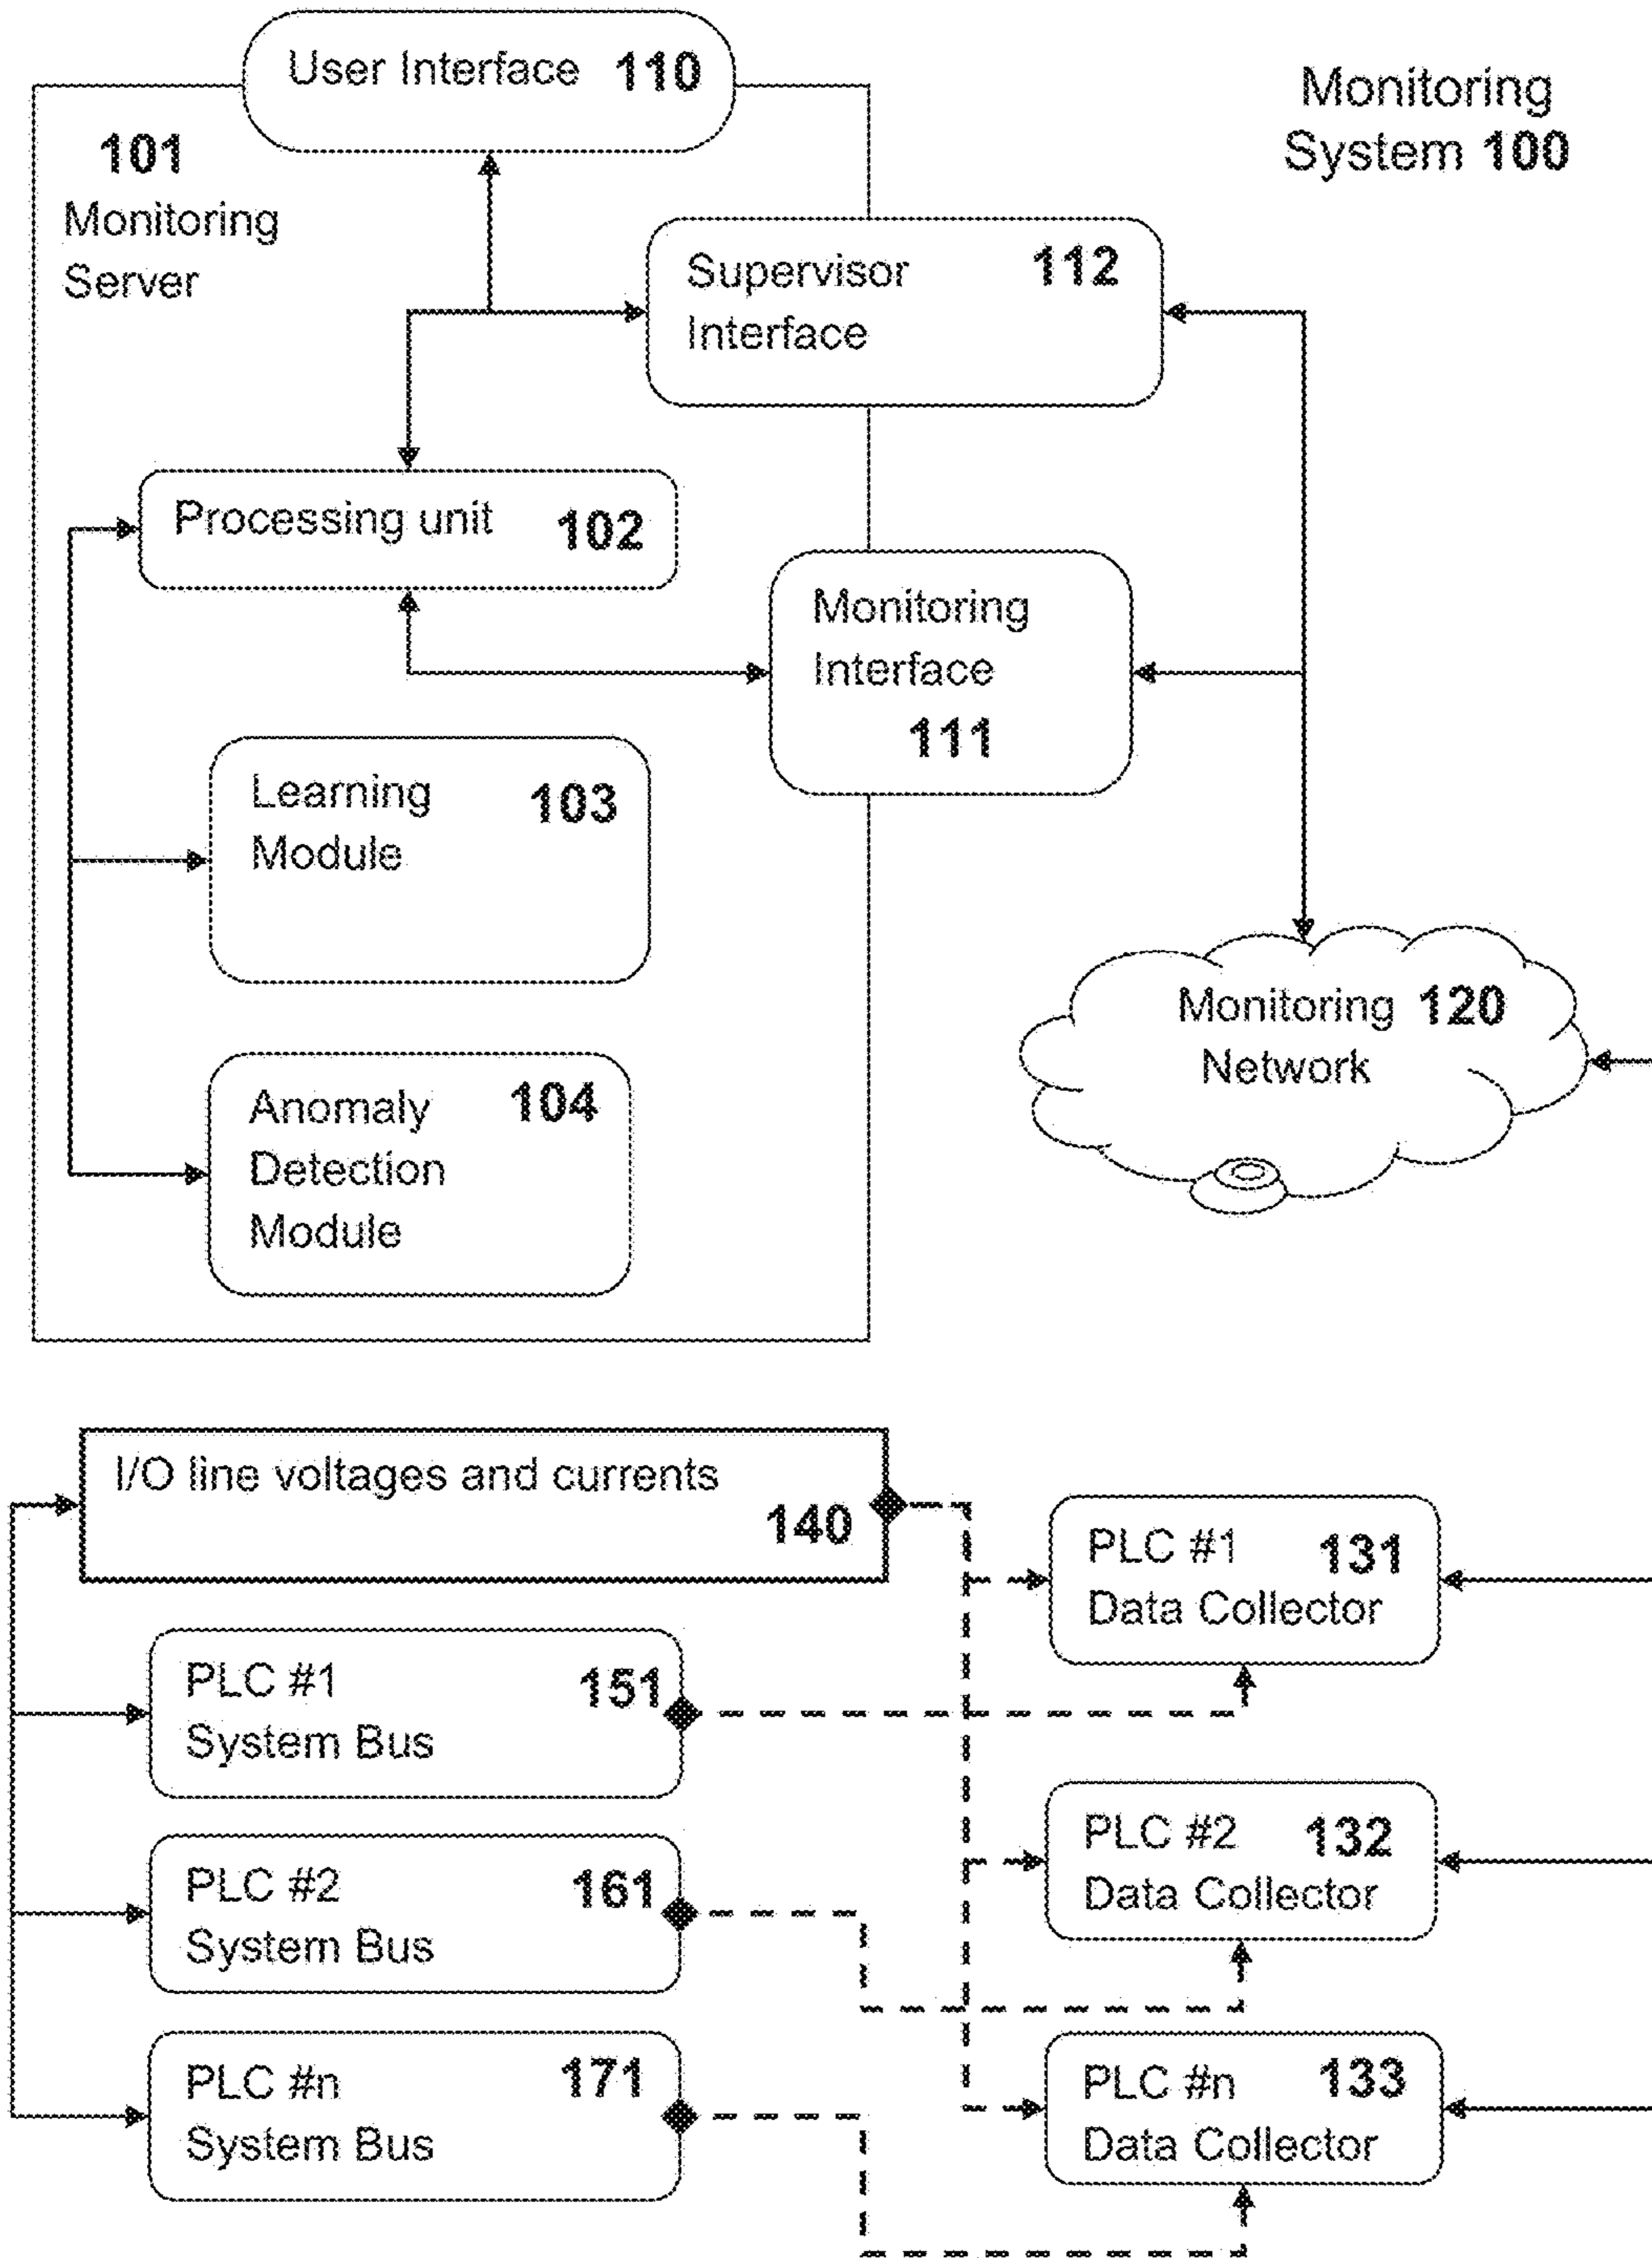 User Interface 110
Monitoring
System 100
101
Monitoring
Server
Supervisor 112
Interface
Processing unit 102
Monitoring
Interface
111
Learning 103
Module
Monitoring 120
Network
Anomaly 104
Detection
Module
I/O line voltages and currents
140
PLC #1 131
Data Collector
PLC #1 151
System Bus
PLC #2 132
Data Collector
PLC #2 161
System Bus
PLC #n 171
System Bus
PLC #n 133
Data Collector